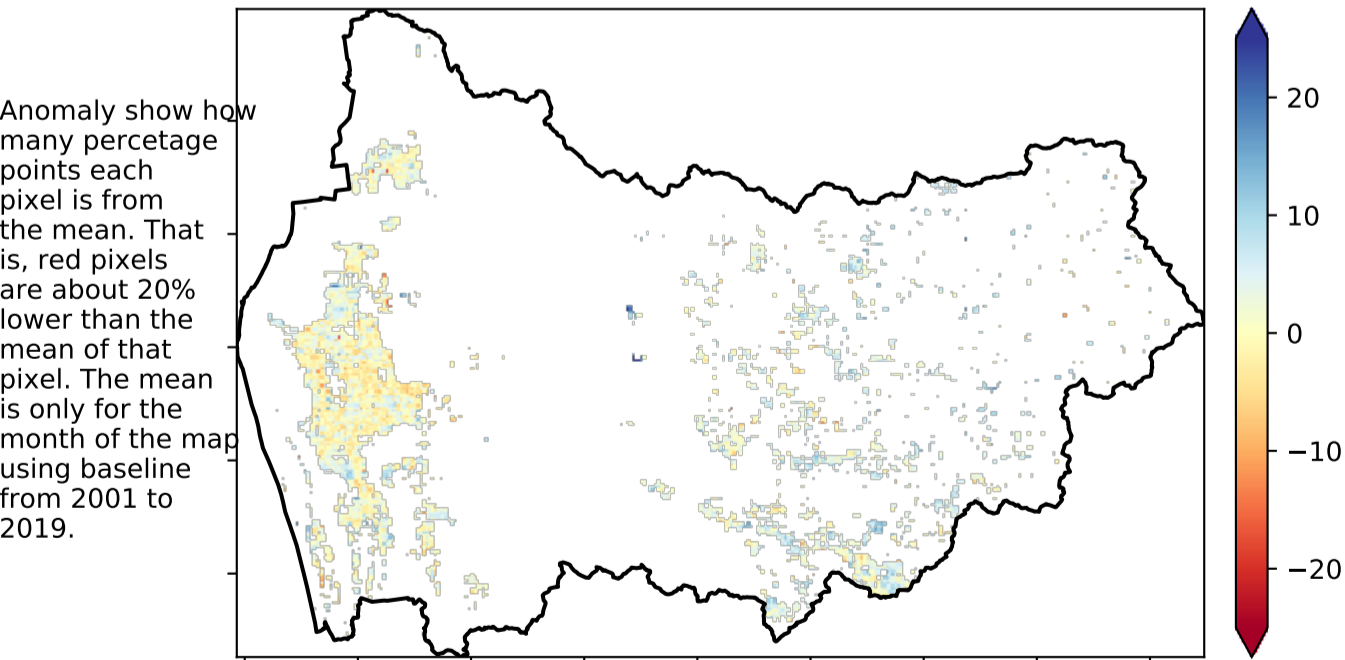 Anomaly show how
many percetage
points each
pixel is from
the mean. That
is, red pixels
are about 20%
lower than the
mean of that
pixel. The mean
is only for the
month of the map
using baseline
from 2001 to
2019.
20
10
0
−10
−20